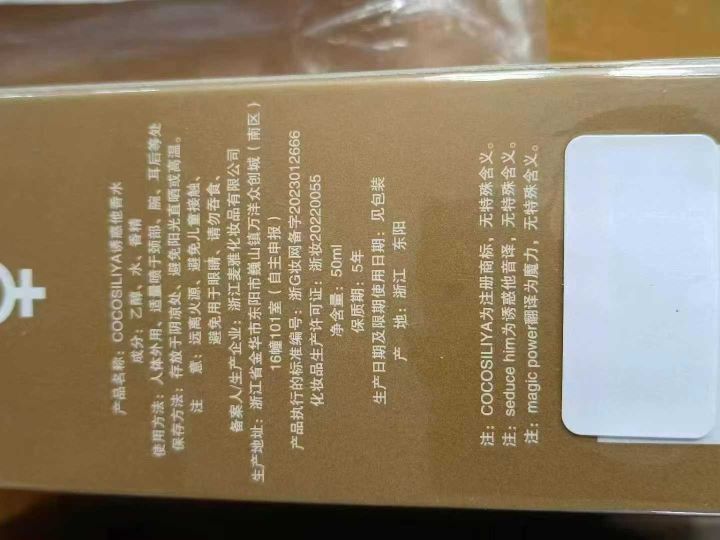 产品名称：COCOSILIYA诱惑他香水
成分：乙醇、水、香精
使用方法：人体外用、适量喷于颈部、腕、耳后等处
保存方法：存放于阴凉处、避免阳光直晒或高温。
注 意：远离火源、避免儿童接触、
避免用于眼睛、请勿吞食、
备案人/生产企业：浙江麦雅化妆品有限公司
生产地址：浙江省金华市东阳市巍山镇万洋众创城（南区）
16幢101室（自主申报）
产品执行的标准编号：浙G妆网备字2023012666
化妆品生产许可证：浙妆20220055
净含量：50ml
保质期：5年
生产日期及限期使用日期：见包装
产 地：浙江 东阳
注：COCOSILIYA为注册商标，无特殊含义。
注：seduce him为诱惑他音译，无特殊含义。
注：magic power翻译为魔力，无特殊含义。